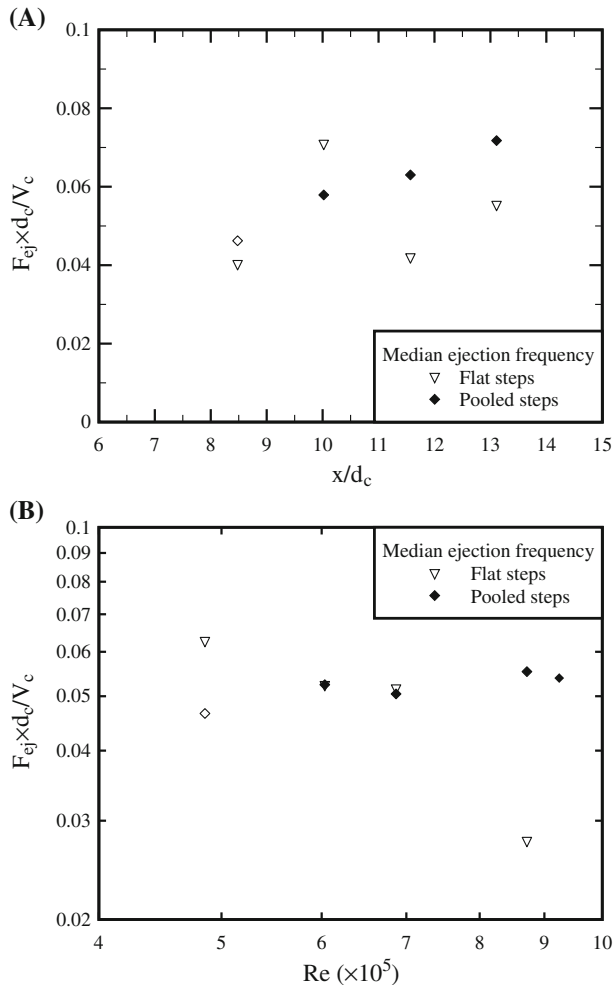 (A)
0.1
0.08
0.06
0.04
0.02
0
F_ej×d_c/V_c
6 7 8 9 10 11 12 13 14 15
x/d_c
Median ejection frequency
Flat steps
Pooled steps
(B)
0.1
0.09
0.08
0.07
0.06
0.05
0.04
0.03
0.02
F_ej×d_c/V_c
4 5 6 7 8 9 10
Re (×10^5)
Median ejection frequency
Flat steps
Pooled steps